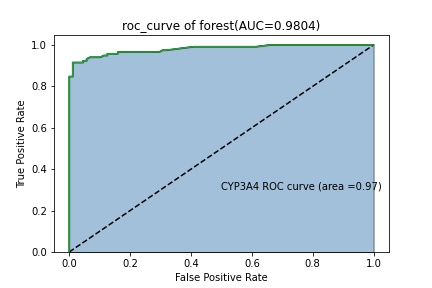 roc_curve of forest(AUC=0.9804)
1.0
0.8
0.6
0.4
0.2
0.0
True Positive Rate
CYP3A4 ROC curve (area =0.97)
0.0 0.2 0.4 0.6 0.8 1.0
False Positive Rate